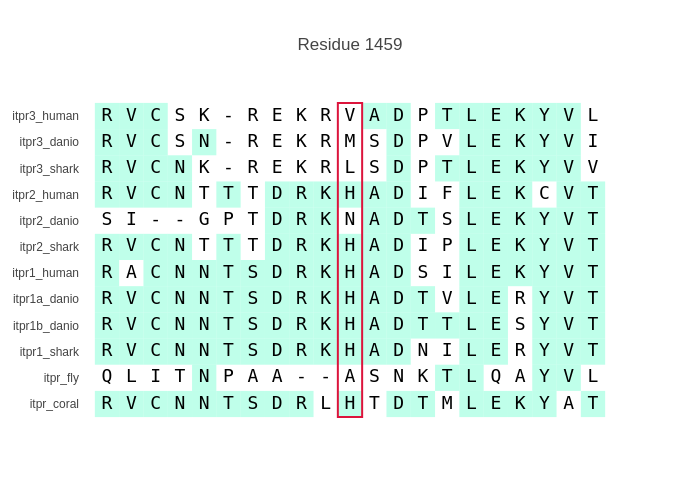 Residue 1459
itpr3_human R V C S K - R E K R V A D P T L E K Y V L
itpr3_danio R V C S N - R E K R M S D P V L E K Y V I
itpr3_shark R V C N K - R E K R L S D P T L E K Y V V
itpr2_human R V C N T T T D R K H A D I F L E K C V T
itpr2_danio S I - - G P T D R K N A D T S L E K Y V T
itpr2_shark R V C N T T T D R K H A D I P L E K Y V T
itpr1_human R A C N N T S D R K H A D S I L E K Y V T
itpr1a_danio R V C N N T S D R K H A D T V L E R Y V T
itpr1b_danio R V C N N T S D R K H A D T T L E S Y V T
itpr1_shark R V C N N T S D R K H A D N I L E R Y V T
itpr_fly Q L I T N P A A - - A S N K T L Q A Y V L
itpr_coral R V C N N T S D R L H T D T M L E K Y A T